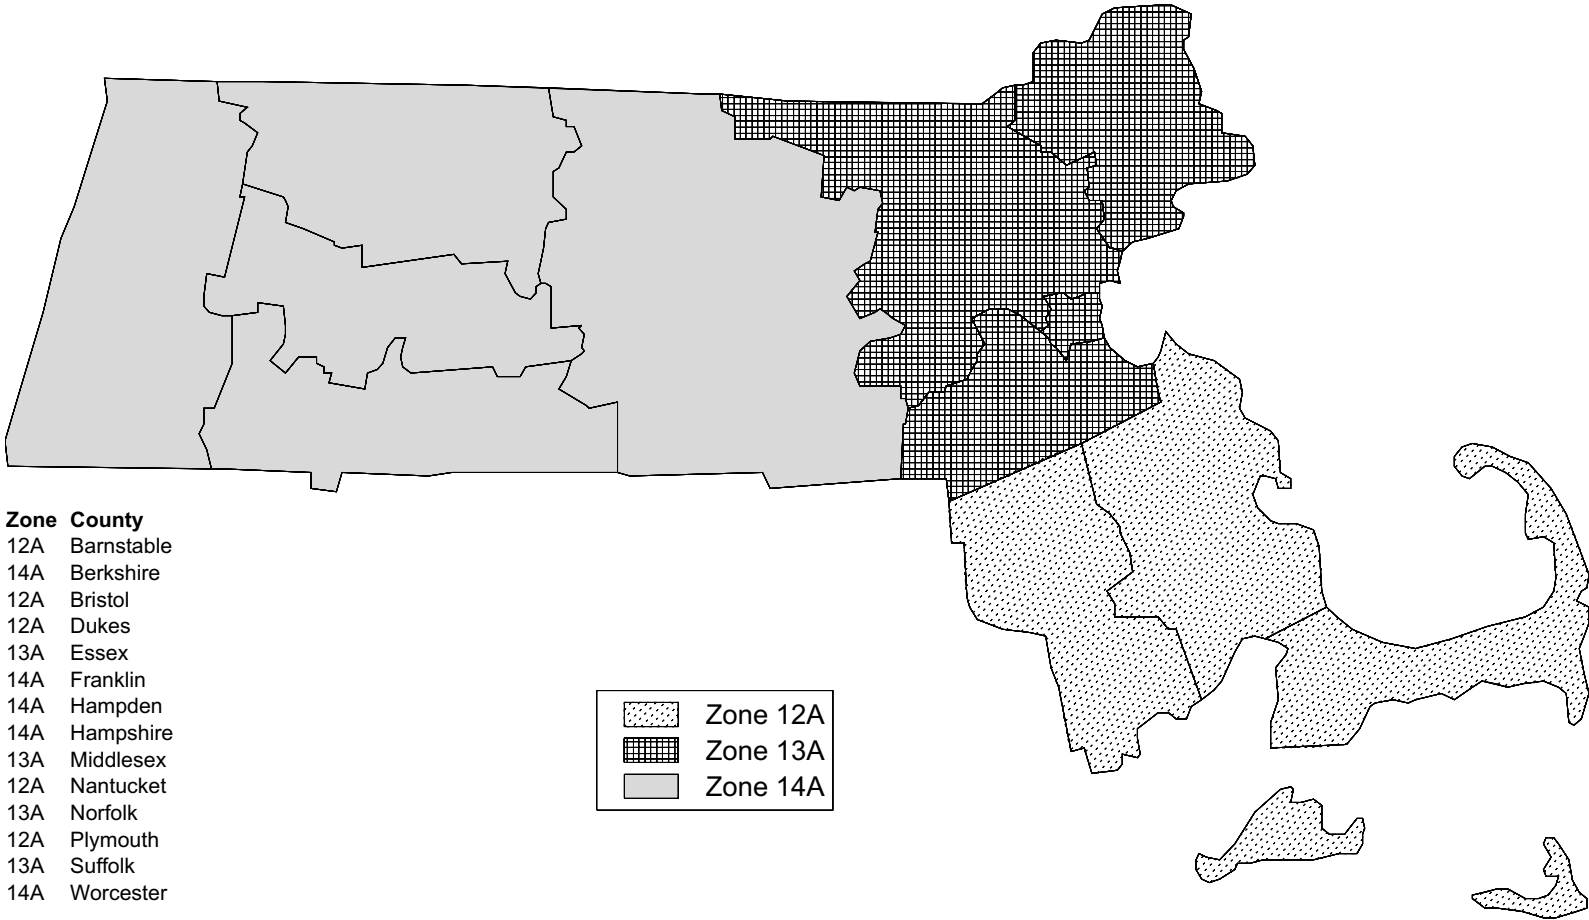 Zone County
12A Barnstable
14A Berkshire
12A Bristol
12A Dukes
13A Essex
14A Franklin
14A Hampden
14A Hampshire
13A Middlesex
12A Nantucket
13A Norfolk
12A Plymouth
13A Suffolk
14A Worcester
Zone 12A
Zone 13A
Zone 14A